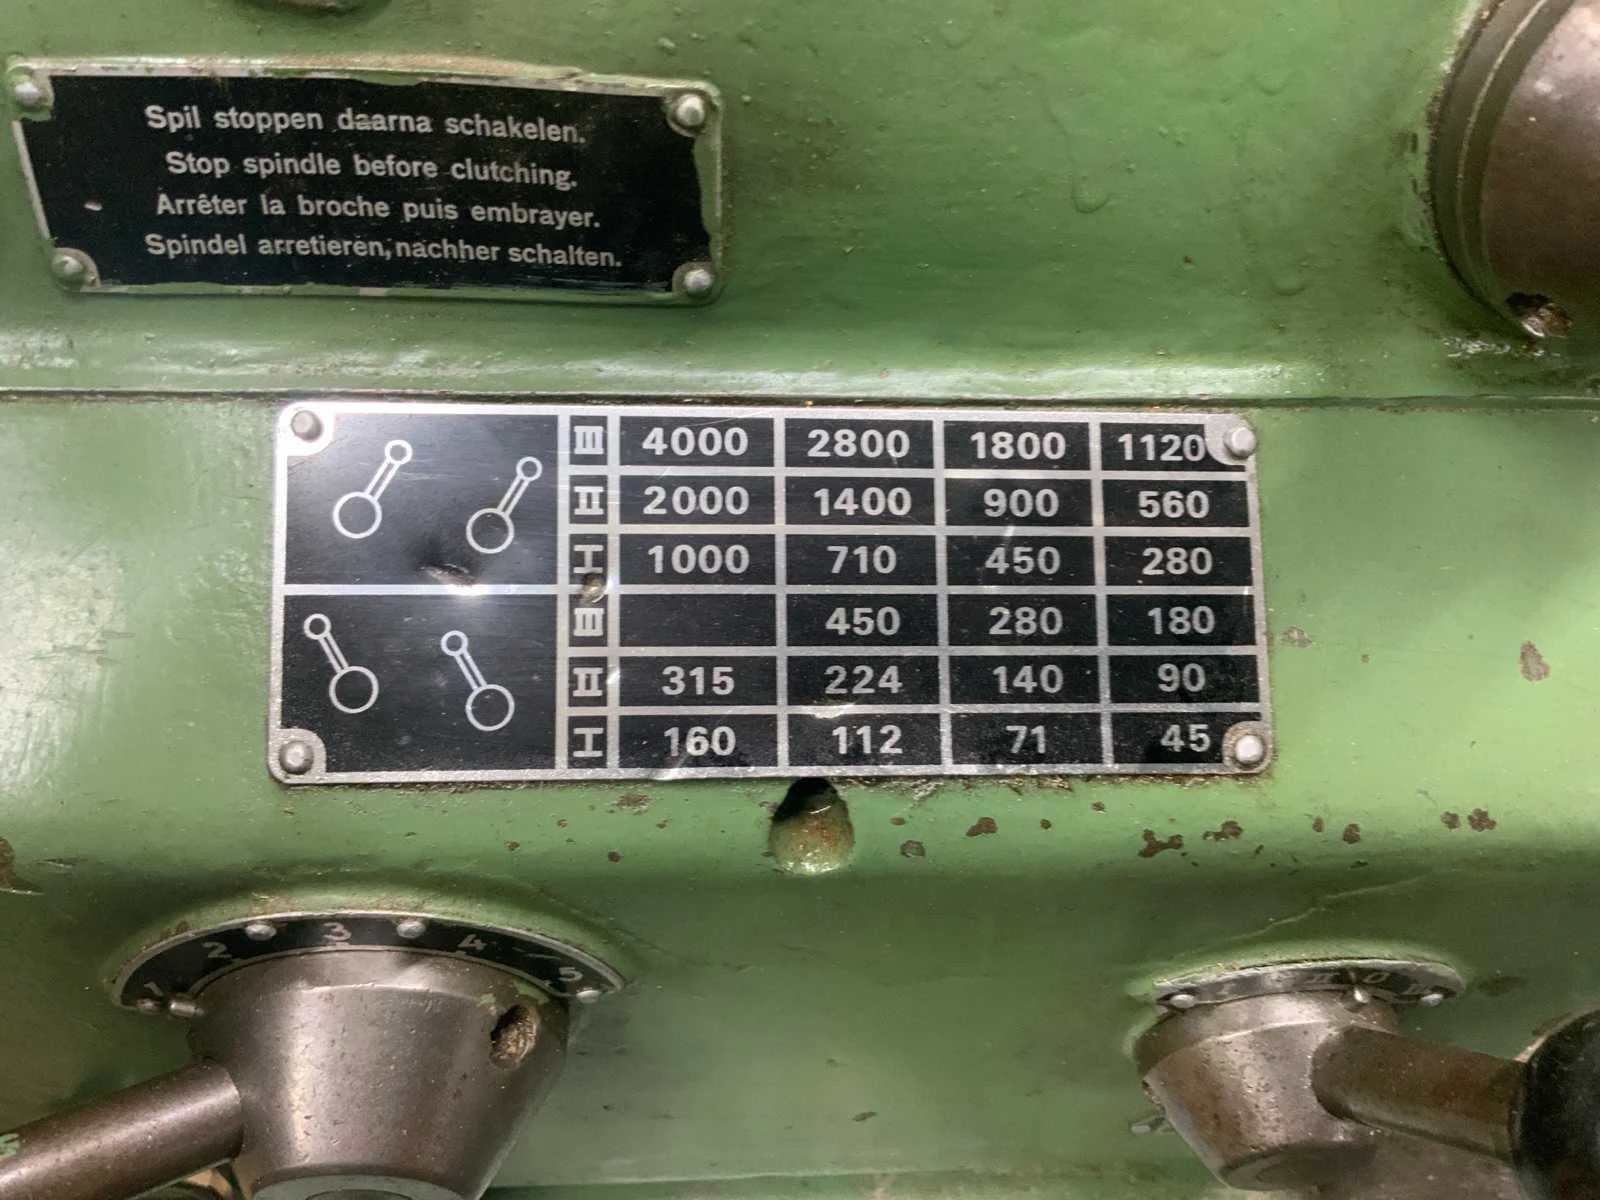 Spil stoppen daarna schakelen.
Stop spindle before clutching.
Arrêter la broche puis embrayer.
Spindel arretieren, nachher schalten.
III 4000 2800 1800 1120
II 2000 1400 900 560
I 1000 710 450 280
III 450 280 180
II 315 224 140 90
I 160 112 71 45
1 2 3 4 5
II 0